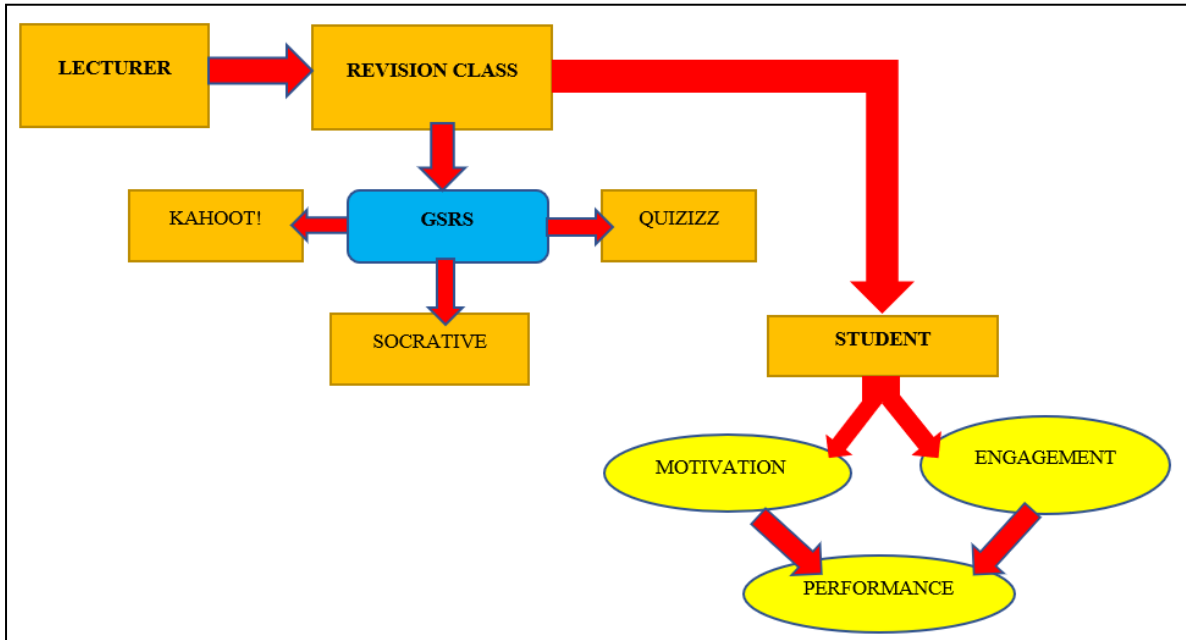 LECTURER
REVISION CLASS
KAHOOT!
GSRS
QUIZIZZ
SOCRATIVE
STUDENT
MOTIVATION
ENGAGEMENT
PERFORMANCE